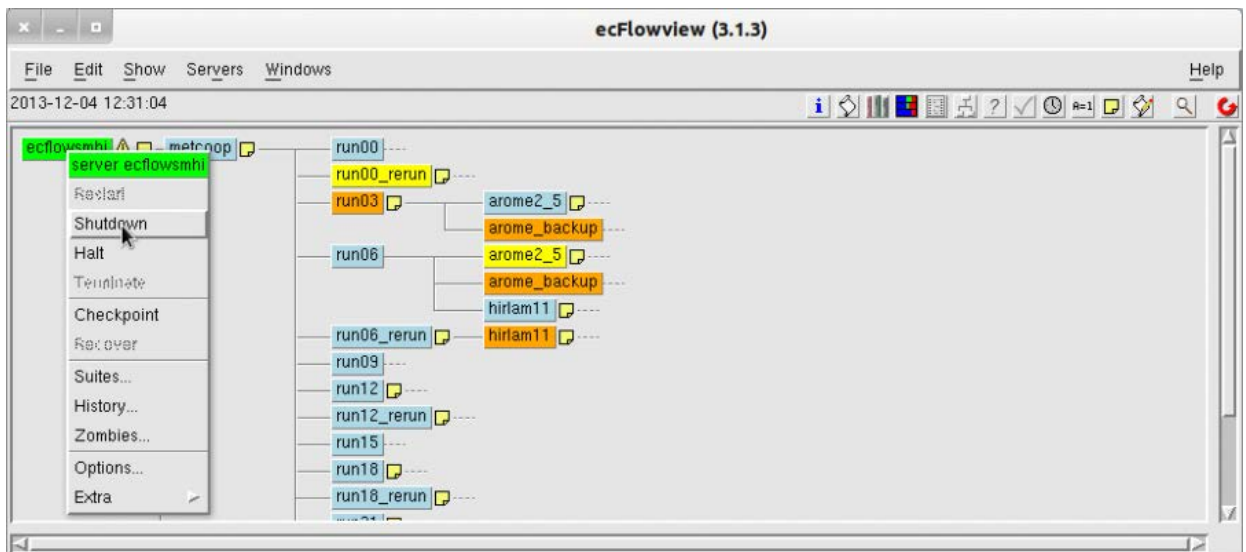 ecFlowview (3.1.3)
File Edit Show Servers Windows Help
2013-12-04 12:31:04
i ? A=1
ecflowsmhi metcoop
server ecflowsmhi
Restart
Shutdown
Halt
Terminate
Checkpoint
Recover
Suites...
History...
Zombies...
Options...
Extra
run00
run00_rerun
run03 arome2_5
arome_backup
run06 arome2_5
arome_backup
hirlam11
run06_rerun hirlam11
run09
run12
run12_rerun
run15
run18
run18_rerun